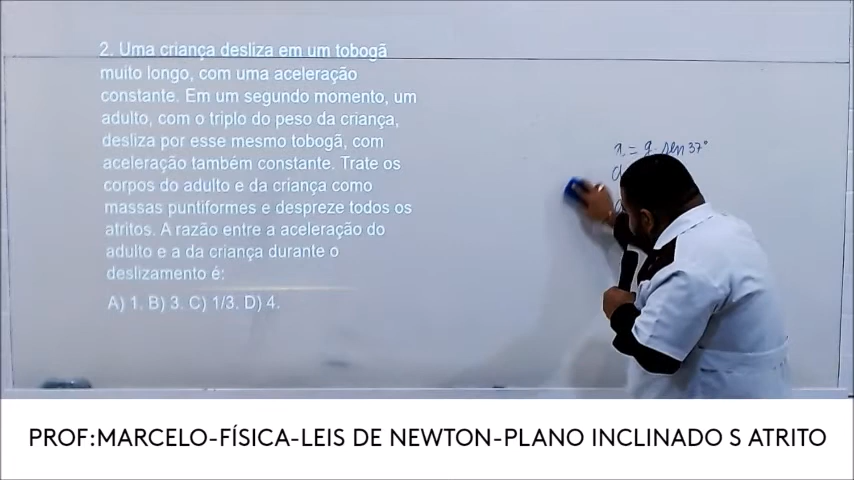 2. Uma criança desliza em um tobogã
muito longo, com uma aceleração
constante. Em um segundo momento, um
adulto, com o triplo do peso da criança,
desliza por esse mesmo tobogã, com
aceleração também constante. Trate os
corpos do adulto e da criança como
massas puntiformes e despreze todos os
atritos. A razão entre a aceleração do
adulto e a da criança durante o
deslizamento é:
A) 1. B) 3. C) 1/3. D) 4.
= g. sen 37°
PROF:MARCELO-FÍSICA-LEIS DE NEWTON-PLANO INCLINADO S ATRITO